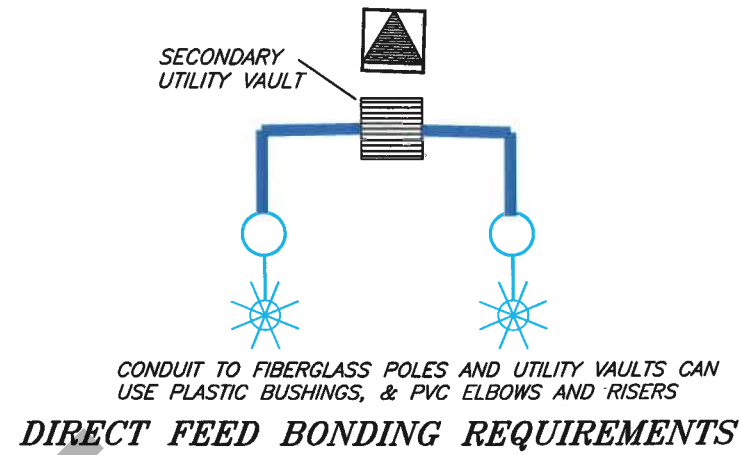 SECONDARY
UTILITY VAULT
CONDUIT TO FIBERGLASS POLES AND UTILITY VAULTS CAN
USE PLASTIC BUSHINGS, & PVC ELBOWS AND RISERS
DIRECT FEED BONDING REQUIREMENTS